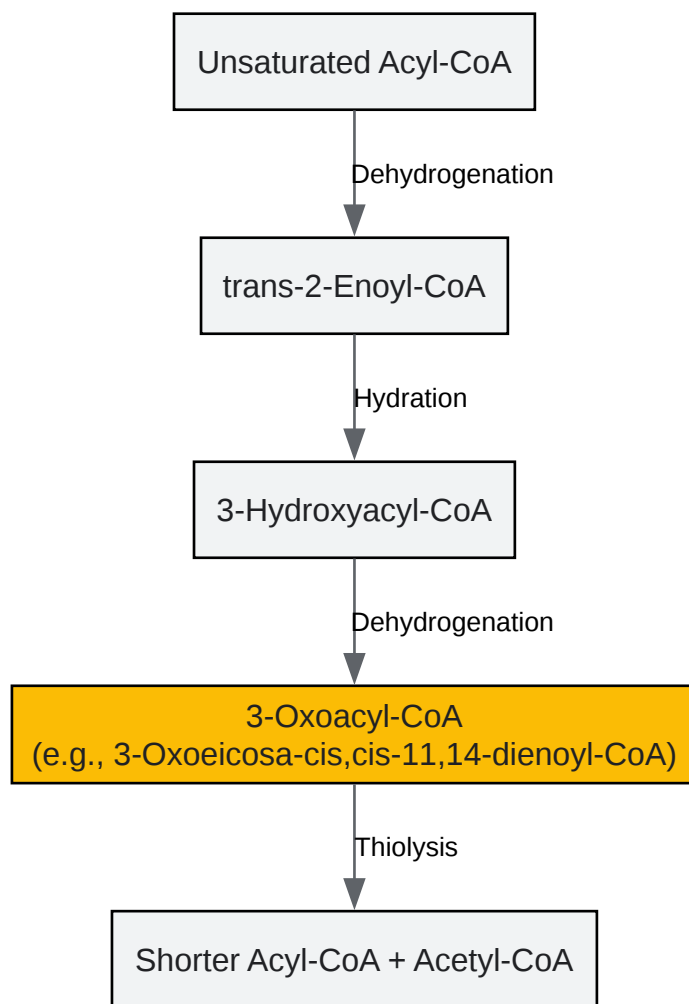 Unsaturated Acyl-CoA
Dehydrogenation
trans-2-Enoyl-CoA
Hydration
3-Hydroxyacyl-CoA
Dehydrogenation
3-Oxoacyl-CoA
(e.g., 3-Oxoeicosa-cis,cis-11,14-dienoyl-CoA)
Thiolysis
Shorter Acyl-CoA + Acetyl-CoA